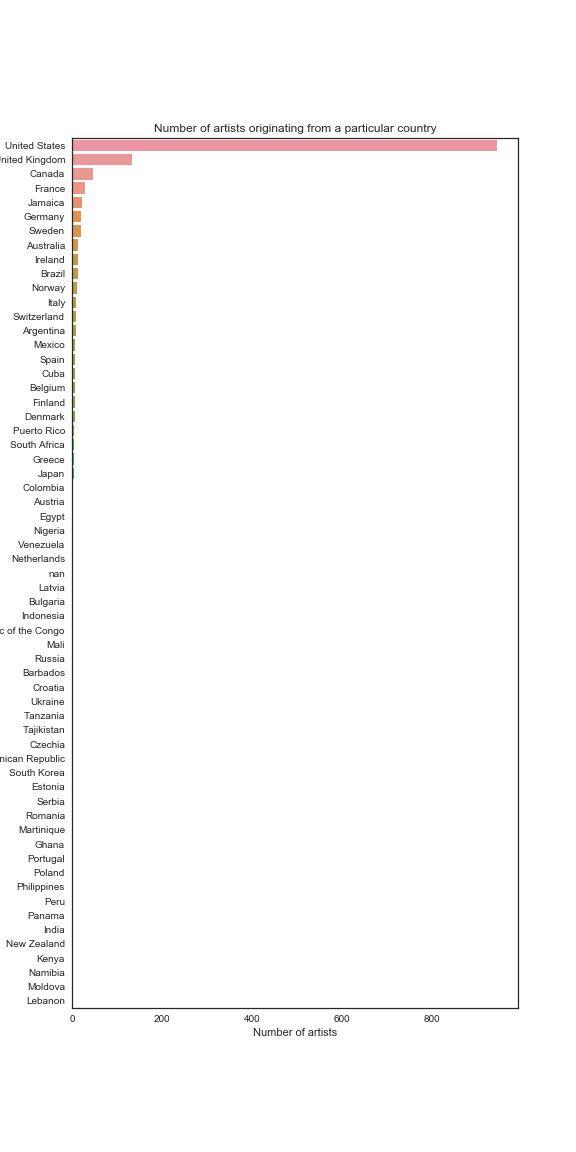 Number of artists originating from a particular country
United States
nited Kingdom
Canada
France
Jamaica
Germany
Sweden
Australia
Ireland
Brazil
Norway
Italy
Switzerland
Argentina
Mexico
Spain
Cuba
Belgium
Finland
Denmark
Puerto Rico
South Africa
Greece
Japan
Colombia
Austria
Egypt
Nigeria
Venezuela
Netherlands
nan
Latvia
Bulgaria
Indonesia
c of the Congo
Mali
Russia
Barbados
Croatia
Ukraine
Tanzania
Tajikistan
Czechia
nican Republic
South Korea
Estonia
Serbia
Romania
Martinique
Ghana
Portugal
Poland
Philippines
Peru
Panama
India
New Zealand
Kenya
Namibia
Moldova
Lebanon
0 200 400 600 800
Number of artists